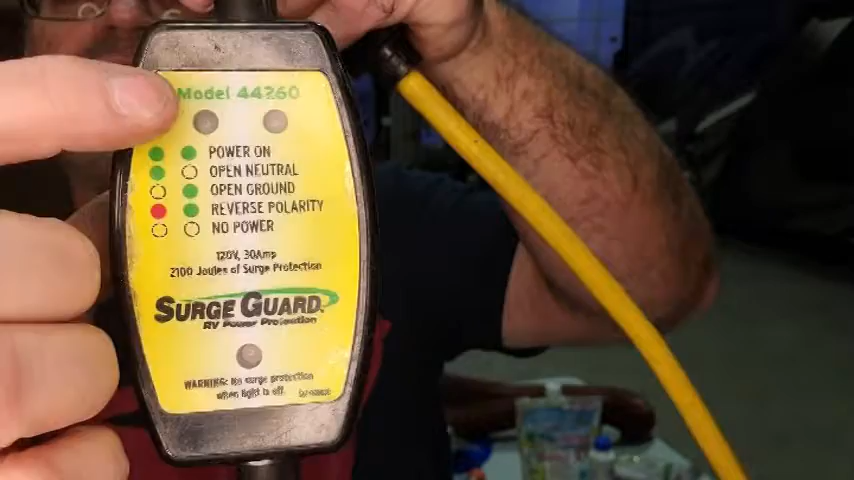 Model 44260
POWER ON
OPEN NEUTRAL
OPEN GROUND
REVERSE POLARITY
NO POWER
120V, 30Amp
2100 Joules of Surge Protection
SURGE GUARD
RV Power Protection
WARNING: No surge protection
when light is off.